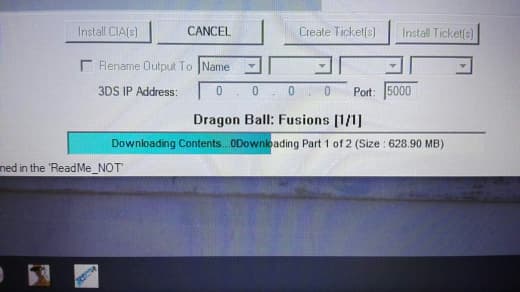 Install CIA(s) CANCEL Create Ticket(s) Install Ticket(s)
Rename Output To Name
3DS IP Address: 0 . 0 . 0 . 0 Port: 5000
Dragon Ball: Fusions [1/1]
Downloading Contents...0Downloading Part 1 of 2 (Size : 628.90 MB)
ned in the 'ReadMe_NOT'